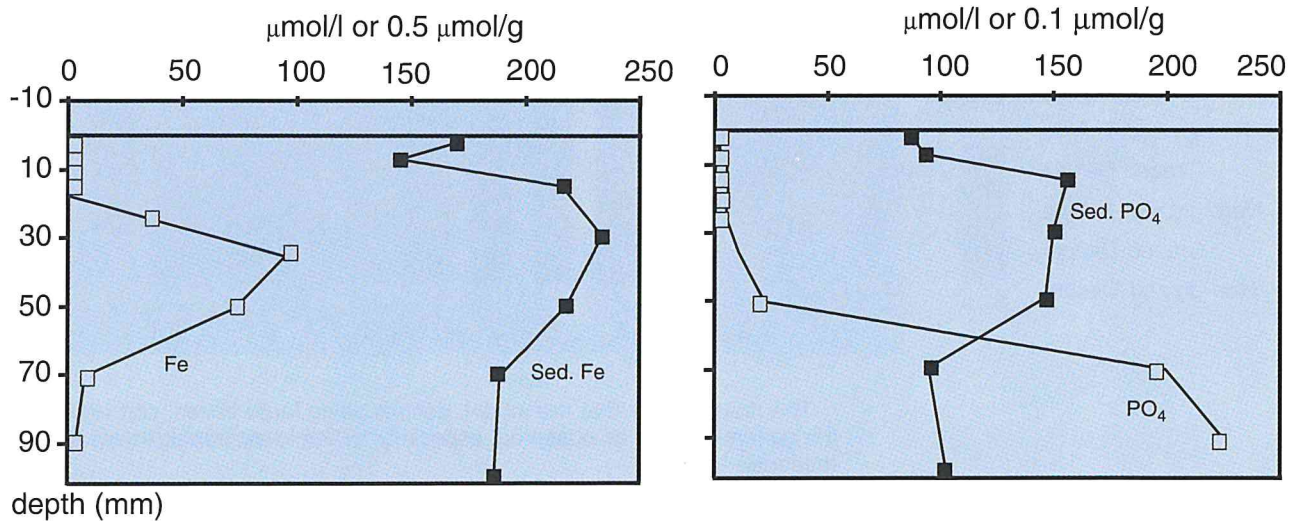 μmol/l or 0.5 μmol/g
0 50 100 150 200 250
-10
10
30
50
70
90
Fe
Sed. Fe
depth (mm)
μmol/l or 0.1 μmol/g
0 50 100 150 200 250
Sed. PO₄
PO₄